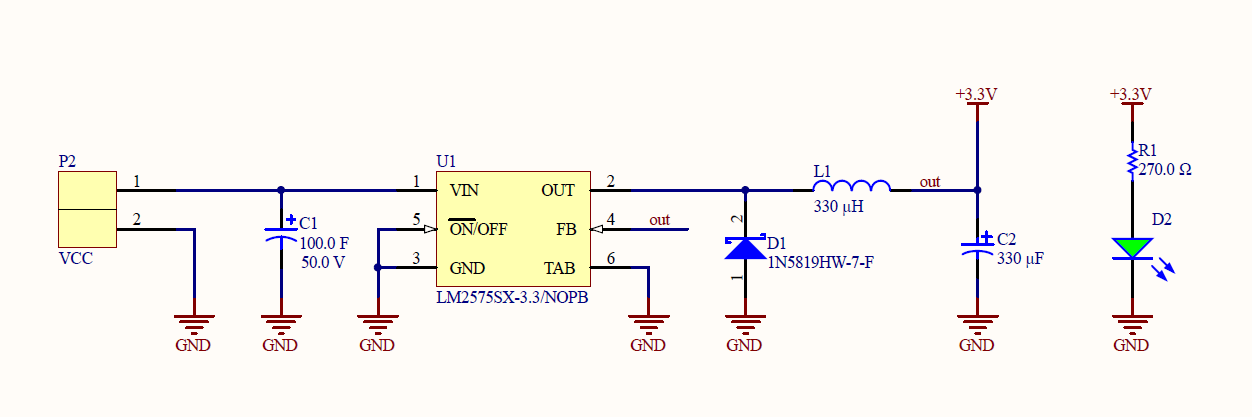 +3.3V
+3.3V
P2
1
2
VCC
C1
100.0 F
50.0 V
U1
1
VIN
OUT
2
5
ON/OFF
FB
4
out
3
GND
TAB
6
LM2575SX-3.3/NOPB
2
D1
1N5819HW-7-F
1
L1
330 µH
out
C2
330 µF
R1
270.0 Ω
D2
GND
GND
GND
GND
GND
GND
GND